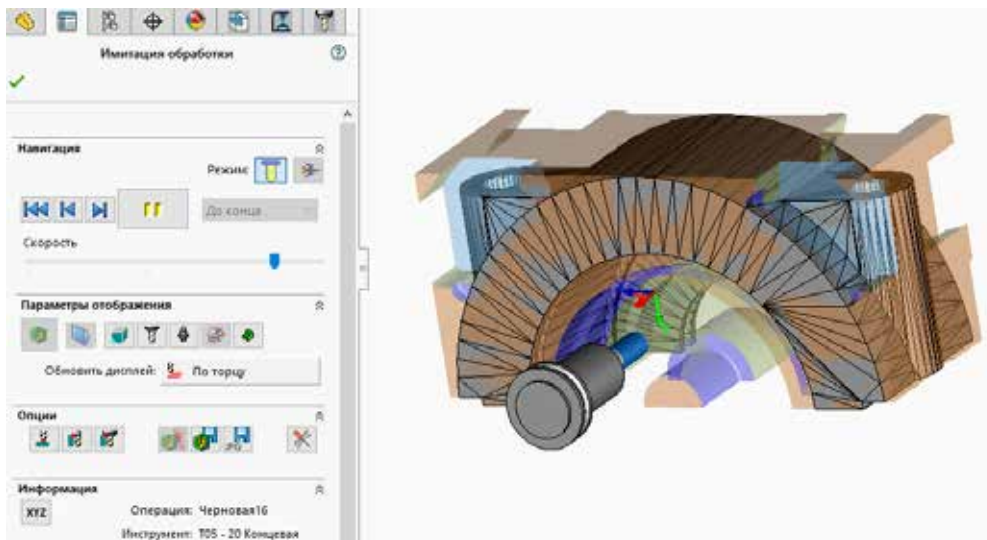 Имитация обработки
Навигация
Режим:
До конца
Скорость
Параметры отображения
Обновить дисплей: По торцу
Опции
JPG
Информация
XYZ Операция: Черновая16
Инструмент: T05 - 20 Концевая